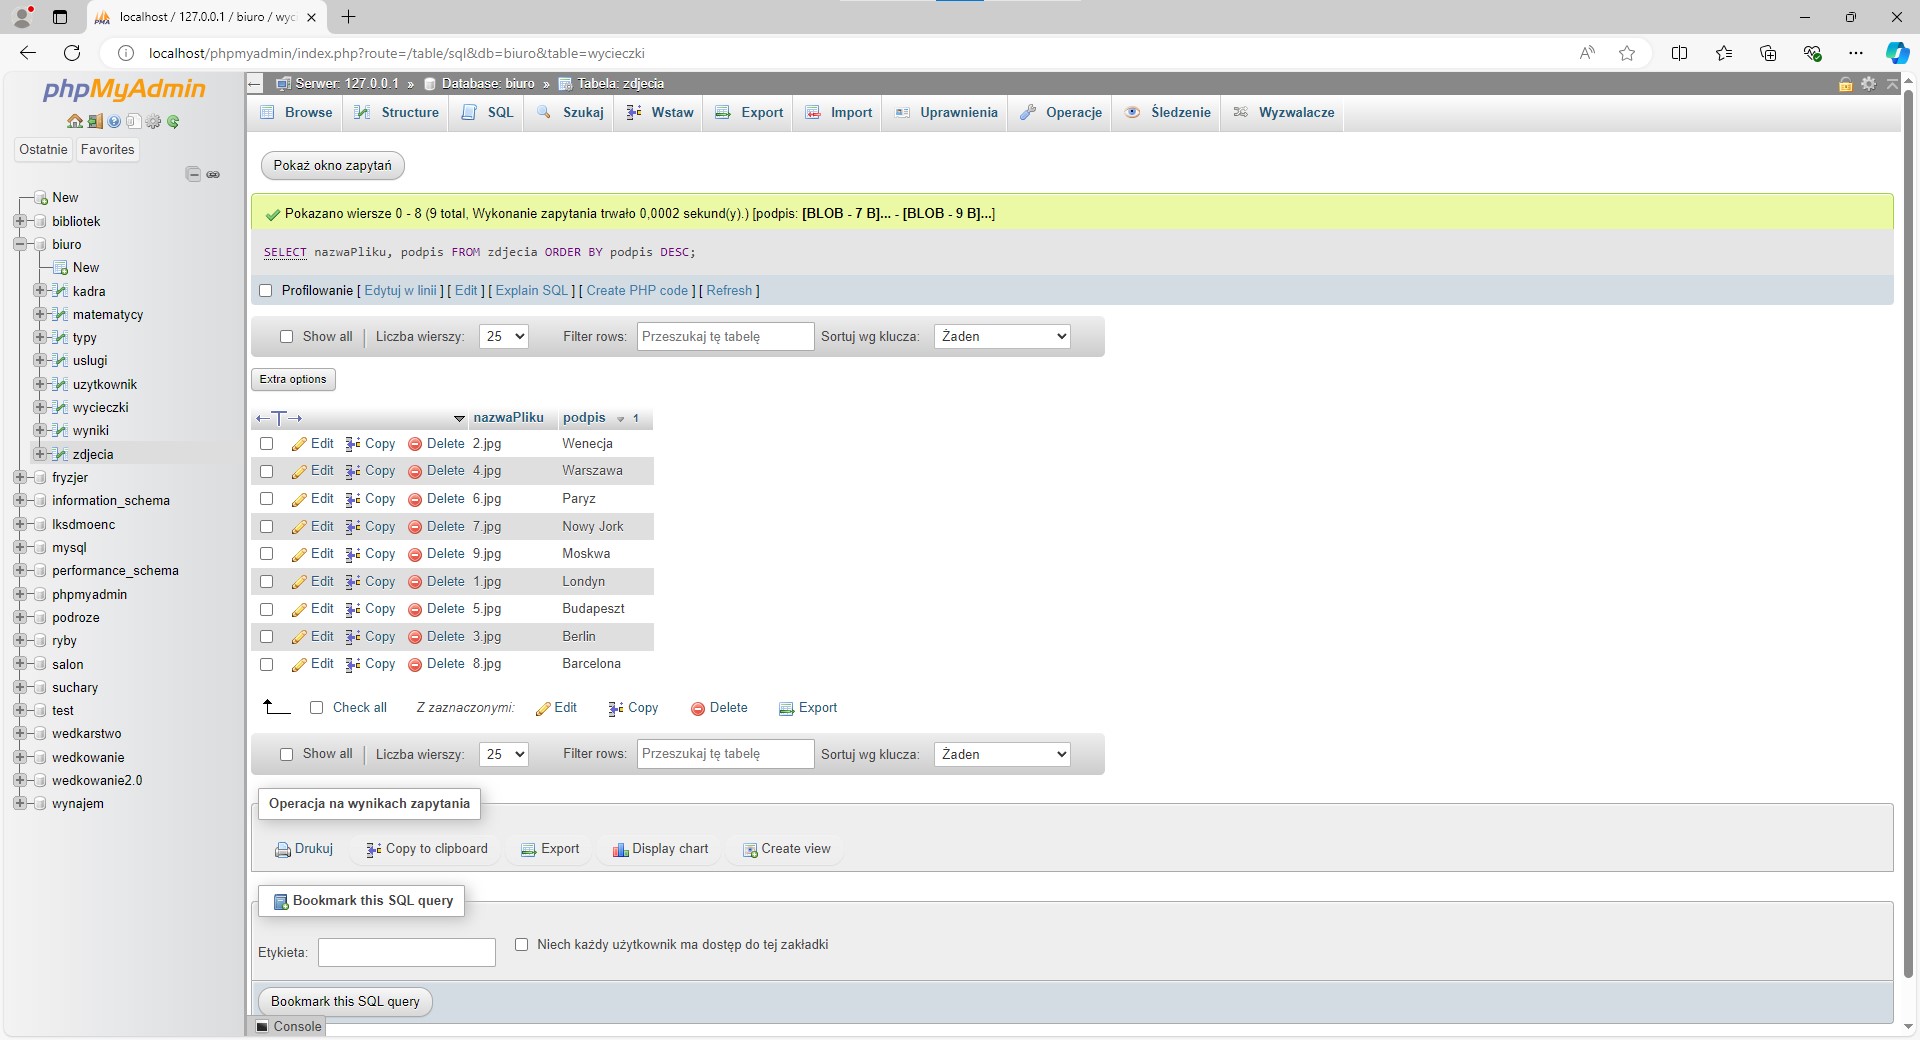 localhost / 127.0.0.1 / biuro / wyc
localhost/phpmyadmin/index.php?route=/table/sql&db=biuro&table=wycieczki
phpMyAdmin
Ostatnie Favorites
New
bibliotek
biuro
New
kadra
matematycy
typy
uslugi
uzytkownik
wycieczki
wyniki
zdjecia
fryzjer
information_schema
lksdmoenc
mysql
performance_schema
phpmyadmin
podroze
ryby
salon
suchary
test
wedkarstwo
wedkowanie
wedkowanie2.0
wynajem
Serwer: 127.0.0.1 » Database: biuro » Tabela: zdjecia
Browse Structure SQL Szukaj Wstaw Export Import Uprawnienia Operacje Śledzenie Wyzwalacze
Pokaż okno zapytań
Pokazano wiersze 0 - 8 (9 total, Wykonanie zapytania trwało 0,0002 sekund(y).) [podpis: [BLOB - 7 B]... - [BLOB - 9 B]...]
SELECT nazwaPliku, podpis FROM zdjecia ORDER BY podpis DESC;
Profilowanie [ Edytuj w linii ] [ Edit ] [ Explain SQL ] [ Create PHP code ] [ Refresh ]
Show all | Liczba wierszy: 25 Filter rows: Przeszukaj tę tabelę Sortuj wg klucza: Żaden
Extra options
←T→ nazwaPliku podpis 1
Edit Copy Delete 2.jpg Wenecja
Edit Copy Delete 4.jpg Warszawa
Edit Copy Delete 6.jpg Paryz
Edit Copy Delete 7.jpg Nowy Jork
Edit Copy Delete 9.jpg Moskwa
Edit Copy Delete 1.jpg Londyn
Edit Copy Delete 5.jpg Budapeszt
Edit Copy Delete 3.jpg Berlin
Edit Copy Delete 8.jpg Barcelona
Check all Z zaznaczonymi: Edit Copy Delete Export
Show all | Liczba wierszy: 25 Filter rows: Przeszukaj tę tabelę Sortuj wg klucza: Żaden
Operacja na wynikach zapytania
Drukuj Copy to clipboard Export Display chart Create view
Bookmark this SQL query
Etykieta: Niech każdy użytkownik ma dostęp do tej zakładki
Bookmark this SQL query
Console